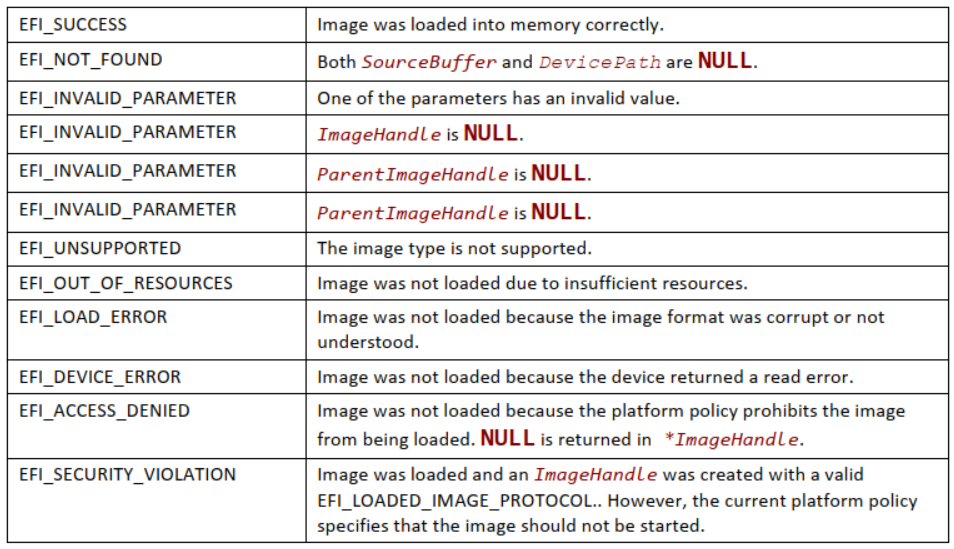 EFI_SUCCESS Image was loaded into memory correctly.
EFI_NOT_FOUND Both SourceBuffer and DevicePath are NULL.
EFI_INVALID_PARAMETER One of the parameters has an invalid value.
EFI_INVALID_PARAMETER ImageHandle is NULL.
EFI_INVALID_PARAMETER ParentImageHandle is NULL.
EFI_INVALID_PARAMETER ParentImageHandle is NULL.
EFI_UNSUPPORTED The image type is not supported.
EFI_OUT_OF_RESOURCES Image was not loaded due to insufficient resources.
EFI_LOAD_ERROR Image was not loaded because the image format was corrupt or not
understood.
EFI_DEVICE_ERROR Image was not loaded because the device returned a read error.
EFI_ACCESS_DENIED Image was not loaded because the platform policy prohibits the image
from being loaded. NULL is returned in *ImageHandle.
EFI_SECURITY_VIOLATION Image was loaded and an ImageHandle was created with a valid
EFI_LOADED_IMAGE_PROTOCOL.. However, the current platform policy
specifies that the image should not be started.